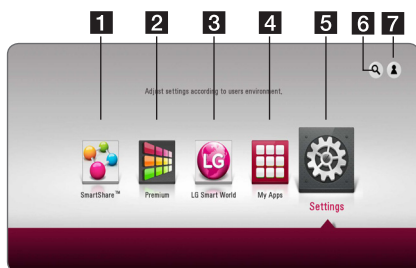 1 2 3 4 5 6 7
Adjust settings according to users environment.
LG
SmartShare™ Premium LG Smart World My Apps Settings